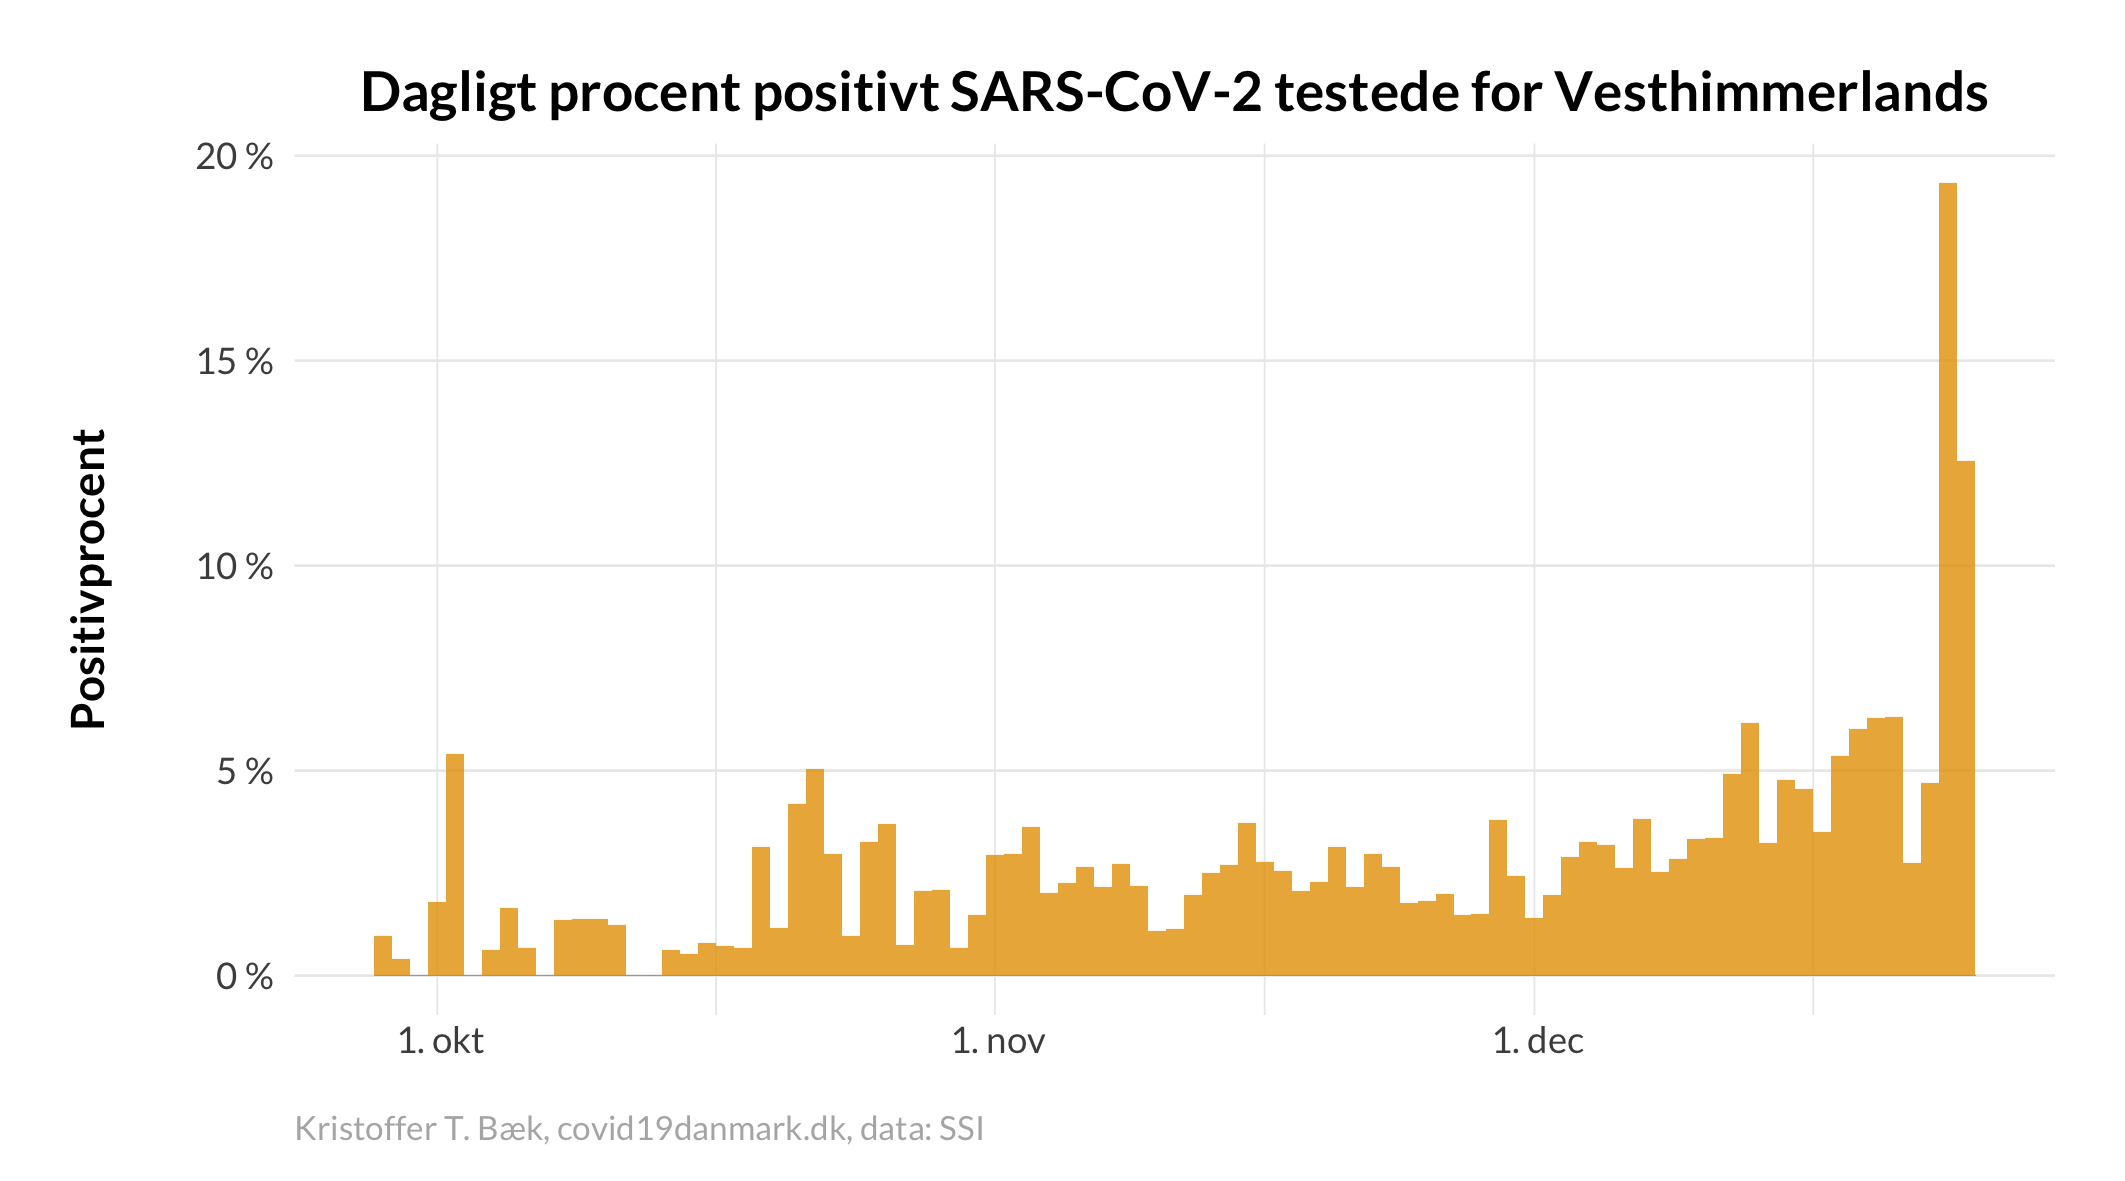 Dagligt procent positivt SARS-CoV-2 testede for Vesthimmerlands
Positivprocent
20 %
15 %
10 %
5 %
0 %
1. okt
1. nov
1. dec
Kristoffer T. Bæk, covid19danmark.dk, data: SSI